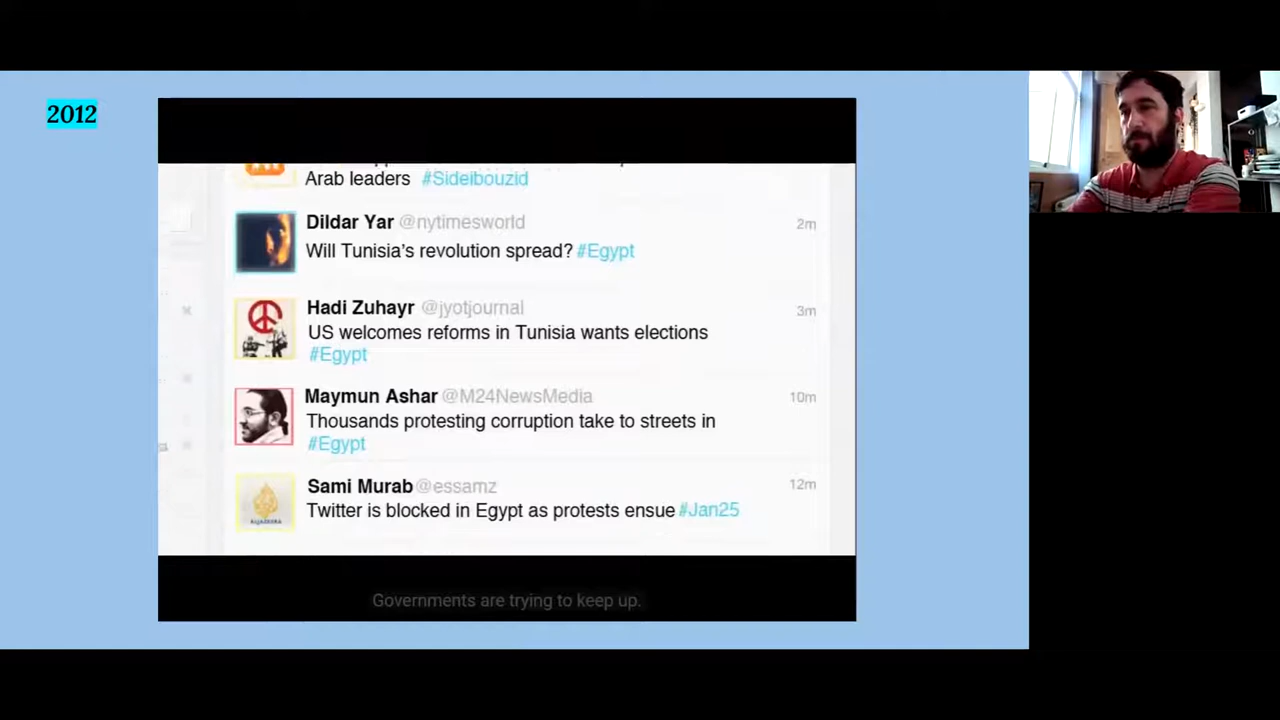 2012
Arab leaders #Sideibouzid
Dildar Yar @nytimesworld 2m
Will Tunisia's revolution spread? #Egypt
Hadi Zuhayr @jyotjournal 3m
US welcomes reforms in Tunisia wants elections
#Egypt
Maymun Ashar @M24NewsMedia 10m
Thousands protesting corruption take to streets in
#Egypt
Sami Murab @essamz 12m
Twitter is blocked in Egypt as protests ensue #Jan25
Governments are trying to keep up.